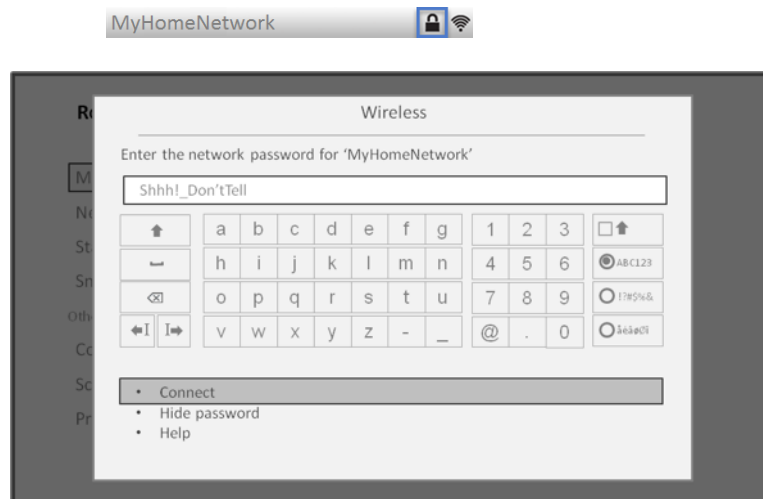 MyHomeNetwork
Wireless
Enter the network password for ‘MyHomeNetwork’
Shhh!_Don’tTell
a b c d e f g 1 2 3
h i j k l m n 4 5 6 ABC123
o p q r s t u 7 8 9 !?#$%&
v w x y z - _ @ . 0
• Connect
• Hide password
• Help